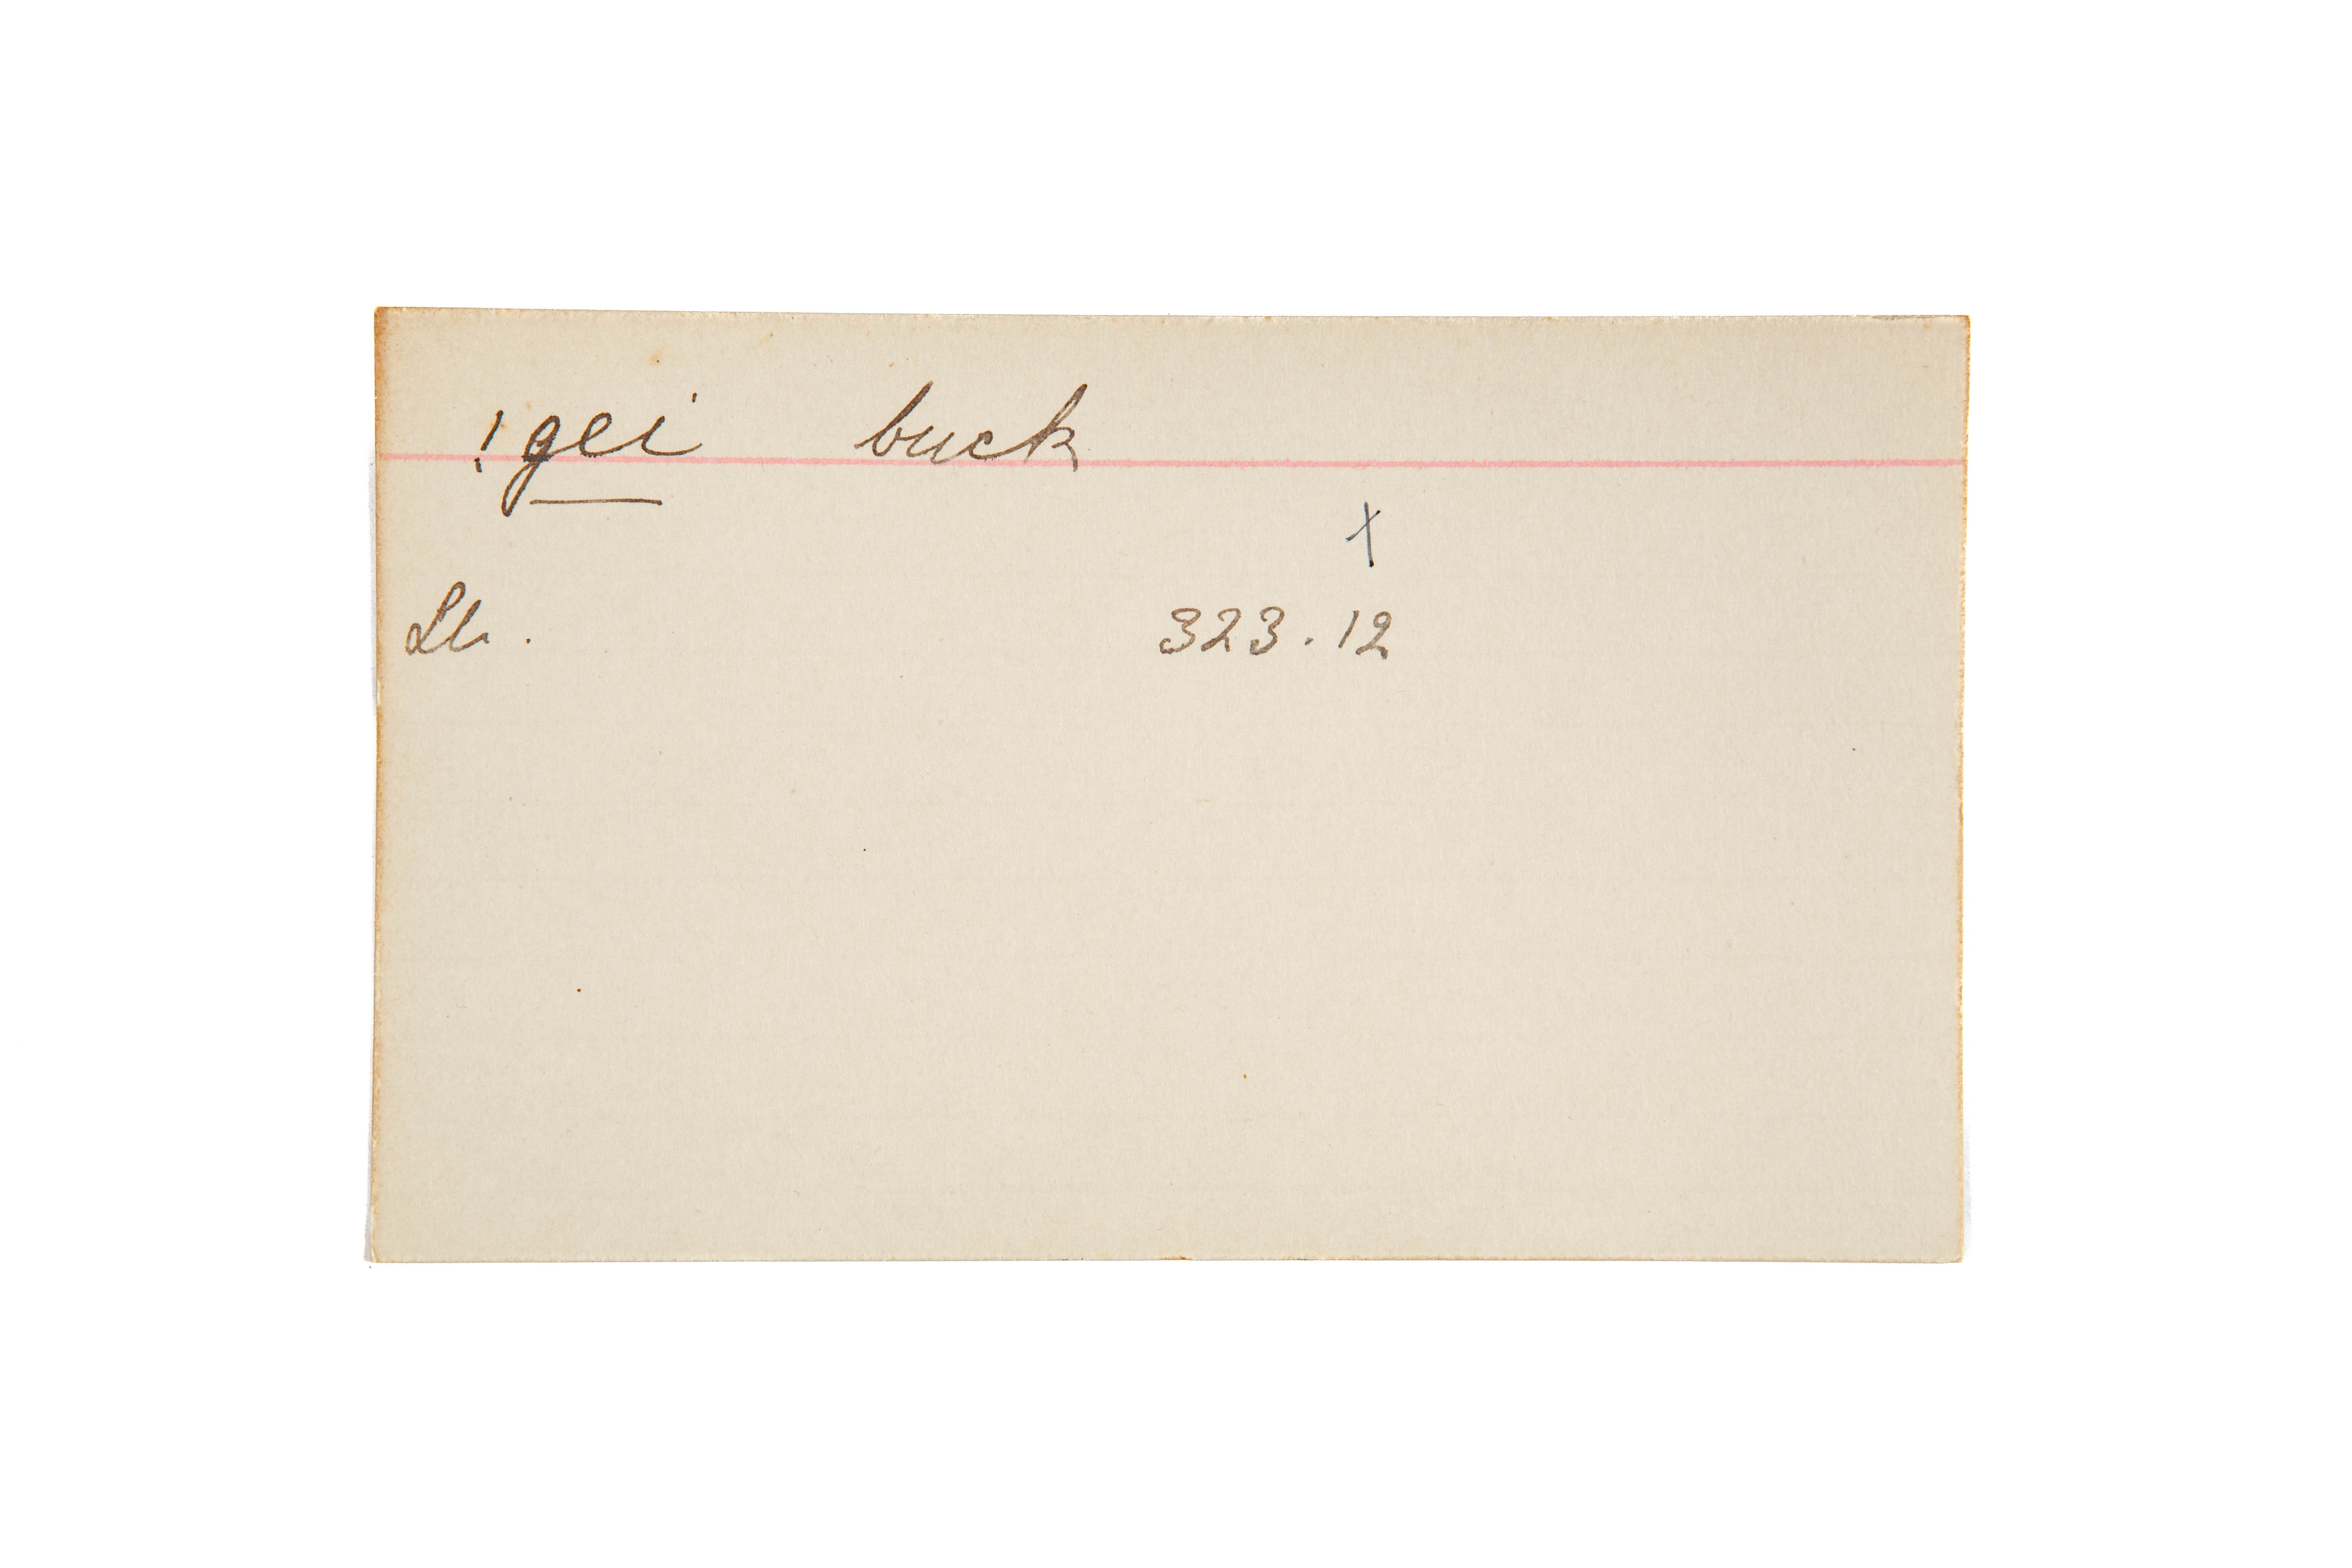 !gei buck
x
Ll. 323.12